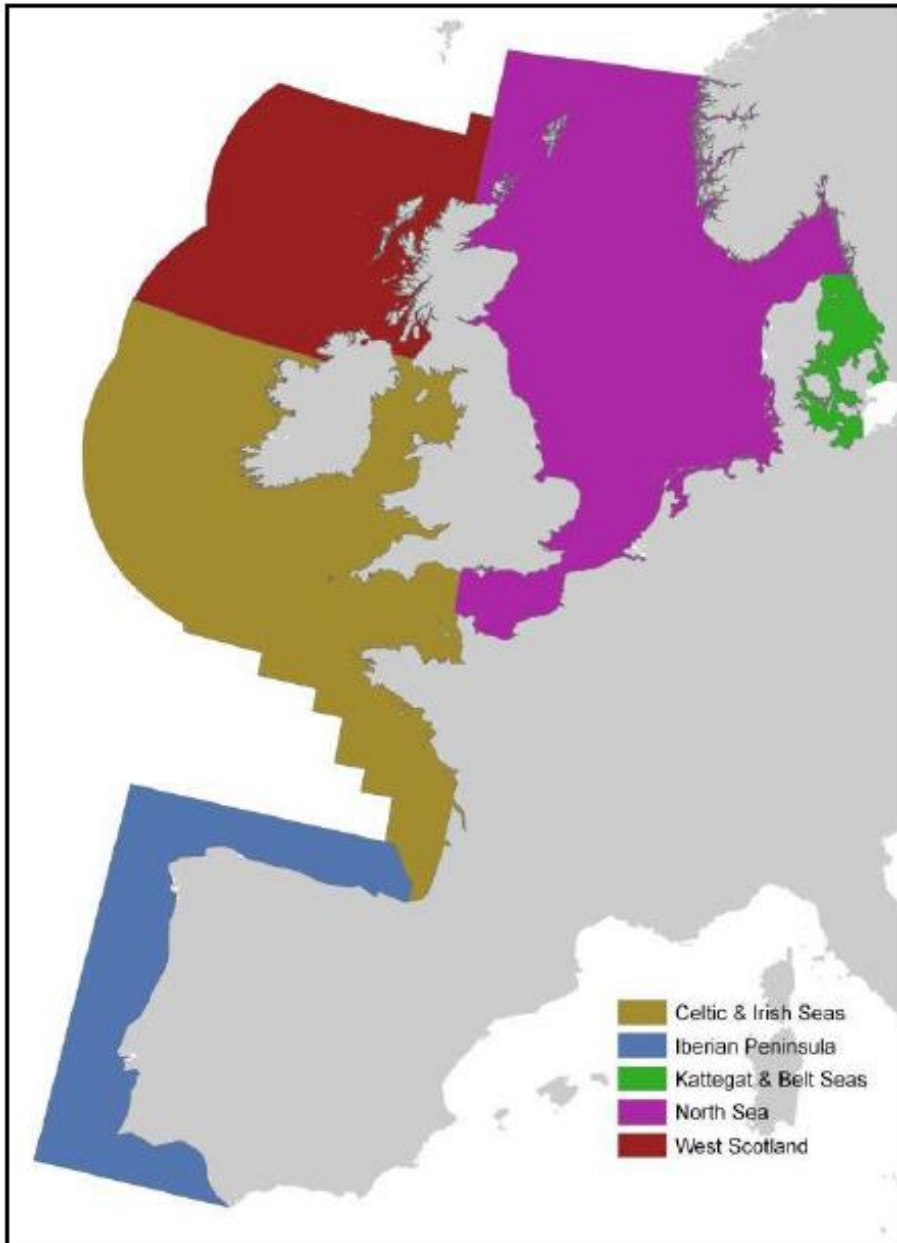 Celtic & Irish Seas
Iberian Peninsula
Kattegat & Belt Seas
North Sea
West Scotland